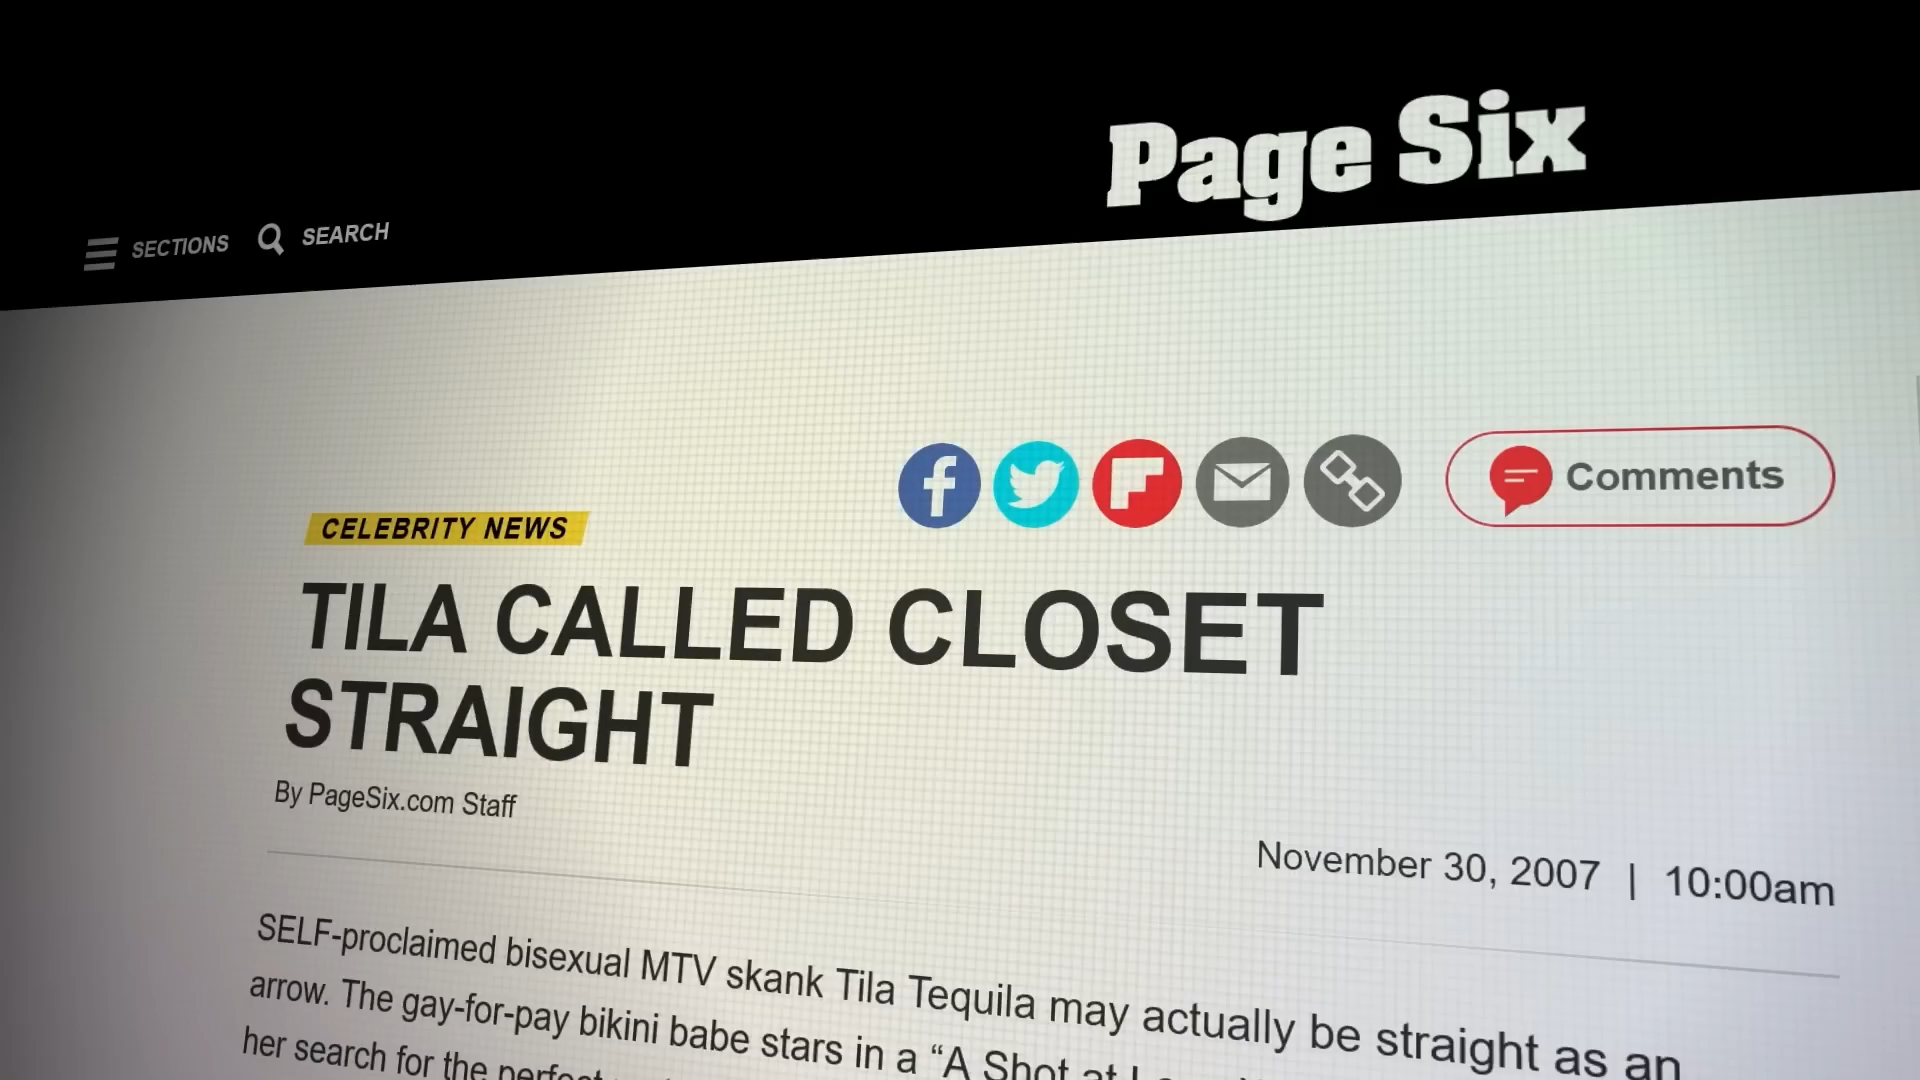 Page Six
SECTIONS SEARCH
Comments
CELEBRITY NEWS
TILA CALLED CLOSET
STRAIGHT
By PageSix.com Staff
November 30, 2007 | 10:00am
SELF-proclaimed bisexual MTV skank Tila Tequila may actually be straight as an
arrow. The gay-for-pay bikini babe stars in a “A Shot at
her search for the perfect